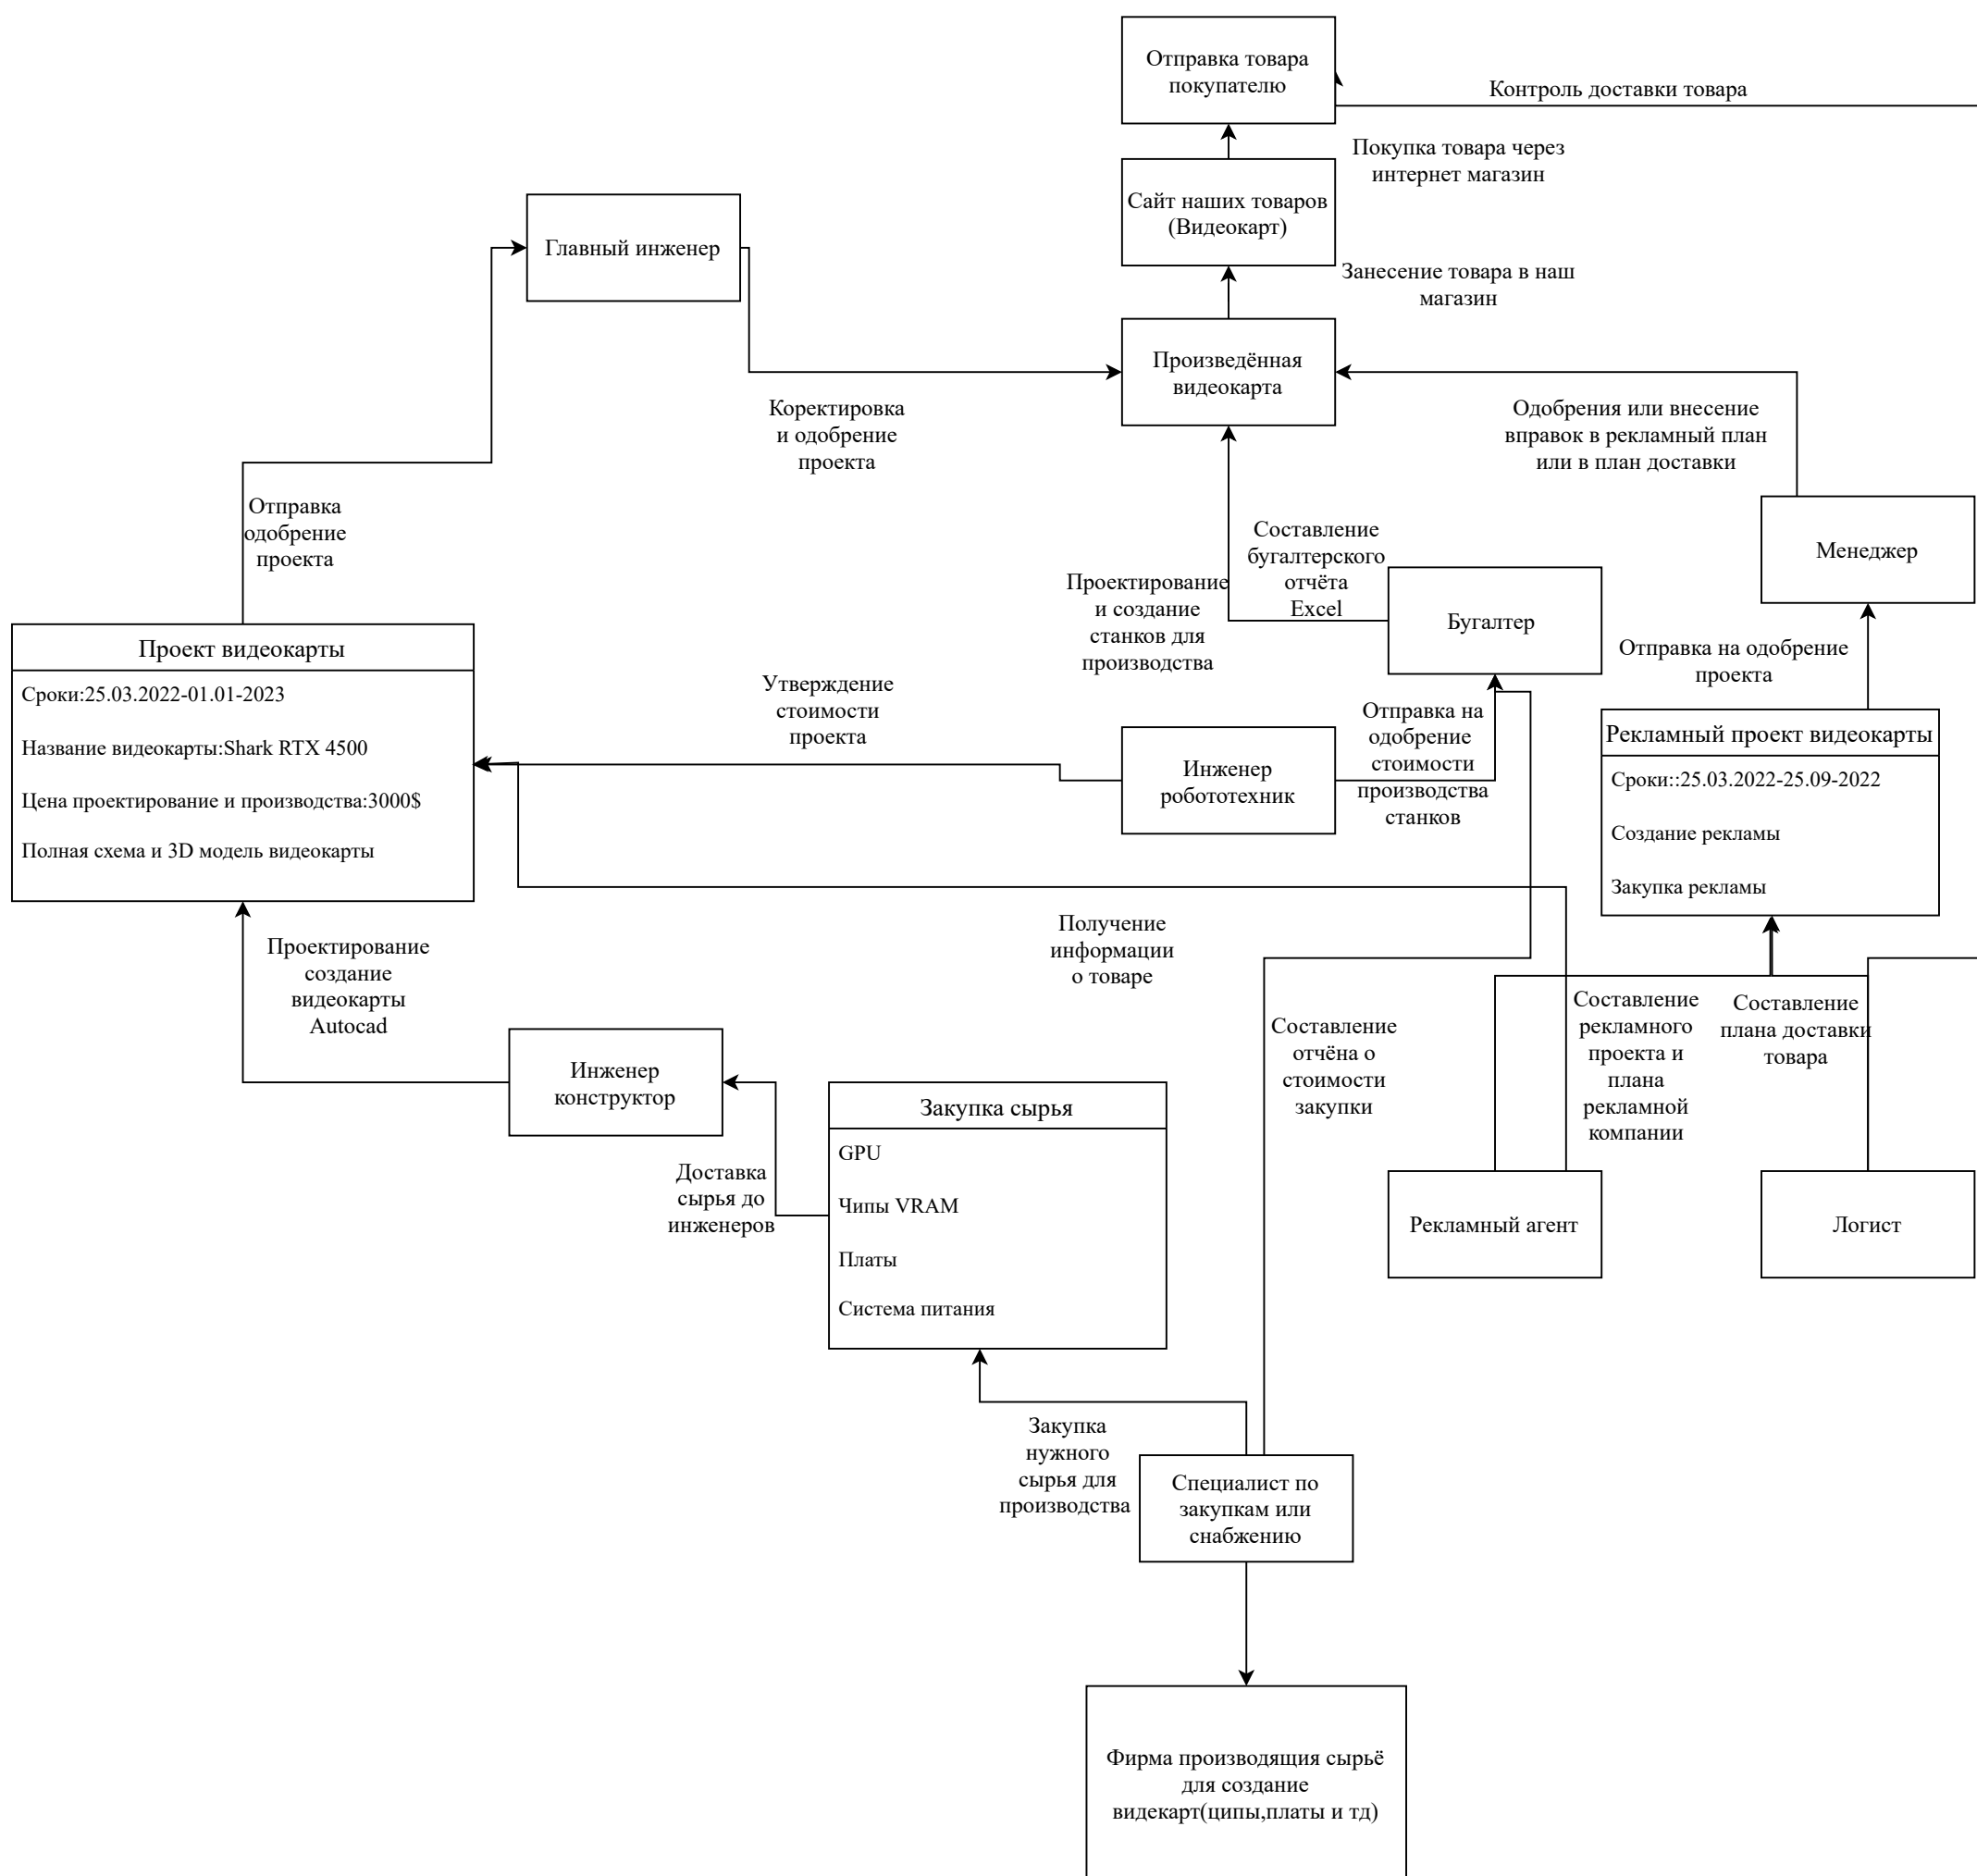 Отправка товара
покупателю
Контроль доставки товара
Покупка товара через
интернет магазин
Сайт наших товаров
(Видеокарт)
Главный инженер
Занесение товара в наш
магазин
Произведённая
видеокарта
Коректировка
и одобрение
проекта
Одобрения или внесение
вправок в рекламный план
или в план доставки
Отправка
одобрение
проекта
Составление
бугалтерского
отчёта
Excel
Менеджер
Проектирование
и создание
станков для
производства
Бугалтер
Проект видеокарты
Сроки:25.03.2022-01.01-2023
Название видеокарты:Shark RTX 4500
Цена проектирование и производства:3000$
Полная схема и 3D модель видеокарты
Утверждение
стоимости
проекта
Отправка на одобрение
проекта
Отправка на
одобрение
стоимости
производства
станков
Инженер
робототехник
Рекламный проект видеокарты
Сроки::25.03.2022-25.09-2022
Создание рекламы
Закупка рекламы
Проектирование
создание
видеокарты
Autocad
Получение
информации
о товаре
Составление
отчёна о
стоимости
закупки
Составление
рекламного
проекта и
плана
рекламной
компании
Составление
плана доставки
товара
Инженер
конструктор
Закупка сырья
GPU
Чипы VRAM
Платы
Система питания
Доставка
сырья до
инженеров
Рекламный агент
Логист
Закупка
нужного
сырья для
производства
Специалист по
закупкам или
снабжению
Фирма производящия сырьё
для создание
видекарт(ципы,платы и тд)